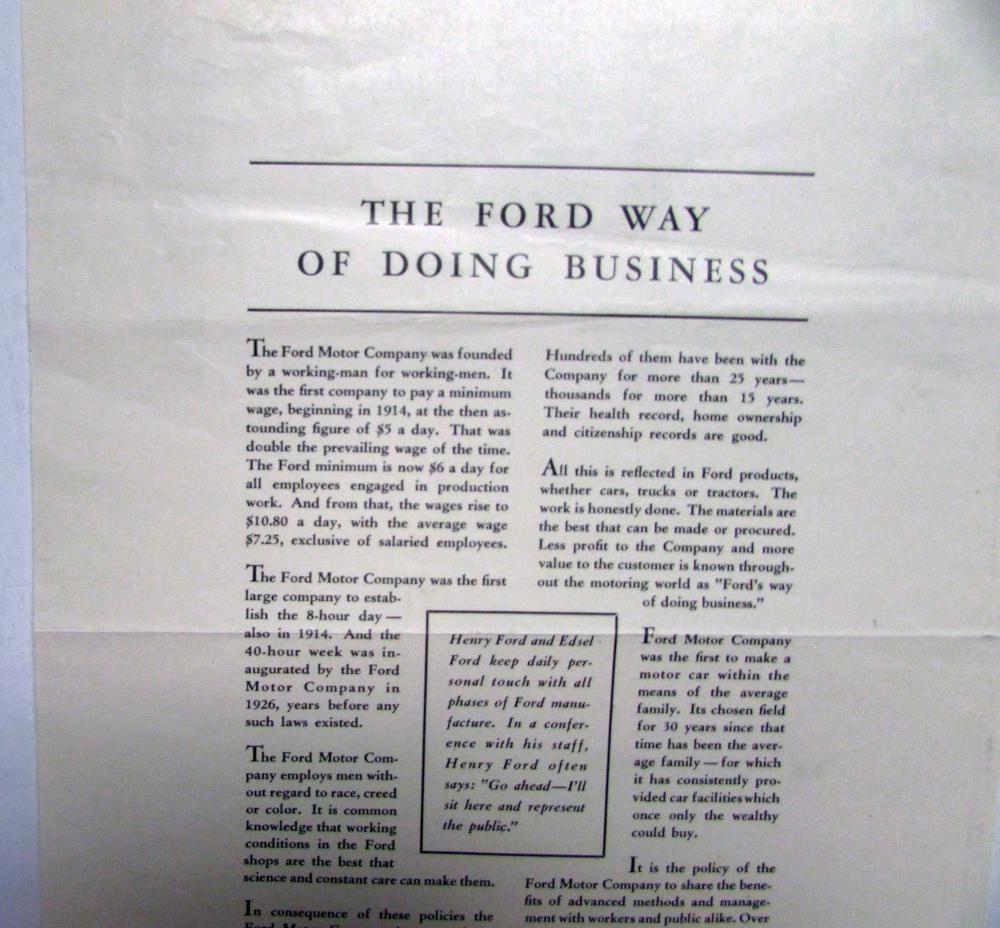 THE FORD WAY
OF DOING BUSINESS
The Ford Motor Company was founded
by a working-man for working-men. It
was the first company to pay a minimum
wage, beginning in 1914, at the then as-
tounding figure of $5 a day. That was
double the prevailing wage of the time.
The Ford minimum is now $6 a day for
all employees engaged in production
work. And from that, the wages rise to
$10.80 a day, with the average wage
$7.25, exclusive of salaried employees.
The Ford Motor Company was the first
large company to estab-
lish the 8-hour day—
also in 1914. And the
40-hour week was in-
augurated by the Ford
Motor Company in
1926, years before any
such laws existed.
The Ford Motor Com-
pany employs men with-
out regard to race, creed
or color. It is common
knowledge that working
conditions in the Ford
shops are the best that
science and constant care can make them.
In consequence of these policies the
Henry Ford and Edsel
Ford keep daily per-
sonal touch with all
phases of Ford manu-
facture. In a confer-
ence with his staff,
Henry Ford often
says: "Go ahead—I'll
sit here and represent
the public."
Hundreds of them have been with the
Company for more than 25 years—
thousands for more than 15 years.
Their health record, home ownership
and citizenship records are good.
All this is reflected in Ford products,
whether cars, trucks or tractors. The
work is honestly done. The materials are
the best that can be made or procured.
Less profit to the Company and more
value to the customer is known through-
out the motoring world as "Ford's way
of doing business."
Ford Motor Company
was the first to make a
motor car within the
means of the average
family. Its chosen field
for 30 years since that
time has been the aver-
age family—for which
it has consistently pro-
vided car facilities which
once only the wealthy
could buy.
It is the policy of the
Ford Motor Company to share the bene-
fits of advanced methods and manage-
ment with workers and public alike. Over